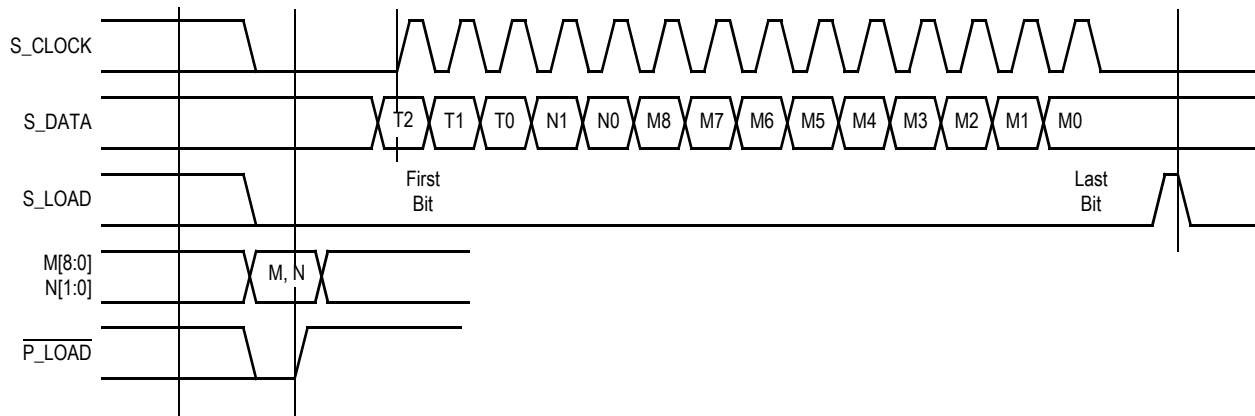 S_CLOCK
S_DATA
T2 T1 T0 N1 N0 M8 M7 M6 M5 M4 M3 M2 M1 M0
S_LOAD
First
Bit
Last
Bit
M[8:0]
N[1:0]
M, N
P_LOAD